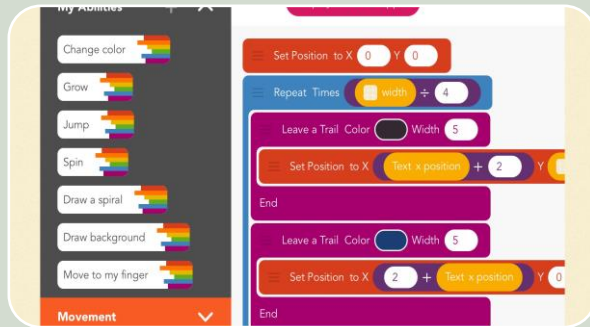 My Abilities
Change color
Grow
Jump
Spin
Draw a spiral
Draw background
Move to my finger
Movement
Set Position to X 0 Y 0
Repeat Times width ÷ 4
Leave a Trail Color Width 5
Set Position to X Text x position + 2 Y
End
Leave a Trail Color Width 5
Set Position to X 2 + Text x position Y 0
End